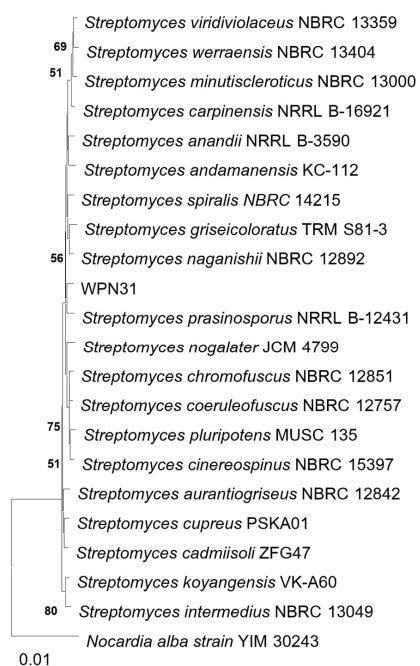 Streptomyces viridiviolaceus NBRC 13359
69
Streptomyces werraensis NBRC 13404
51
Streptomyces minutiscleroticus NBRC 13000
Streptomyces carpinensis NRRL B-16921
Streptomyces anandii NRRL B-3590
Streptomyces andamanensis KC-112
Streptomyces spiralis NBRC 14215
Streptomyces griseicoloratus TRM S81-3
56
Streptomyces naganishii NBRC 12892
WPN31
Streptomyces prasinosporus NRRL B-12431
Streptomyces nogalater JCM 4799
Streptomyces chromofuscus NBRC 12851
Streptomyces coeruleofuscus NBRC 12757
75
Streptomyces pluripotens MUSC 135
51
Streptomyces cinereospinus NBRC 15397
Streptomyces aurantiogriseus NBRC 12842
Streptomyces cupreus PSKA01
Streptomyces cadmiisoli ZFG47
Streptomyces koyangensis VK-A60
80
Streptomyces intermedius NBRC 13049
Nocardia alba strain YIM 30243
0.01